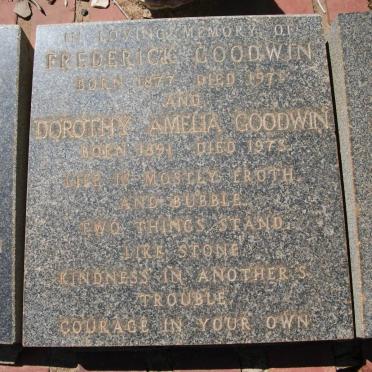 IN LOVING MEMORY OF
FREDERICK GOODWIN
BORN 1877 DIED 1973
AND
DOROTHY AMELIA GOODWIN
BORN 1891 DIED 1973.
LIFE IS MOSTLY FROTH,
AND BUBBLE,
TWO THINGS STAND,
LIKE STONE
KINDNESS IN ANOTHER'S
TROUBLE,
COURAGE IN YOUR OWN